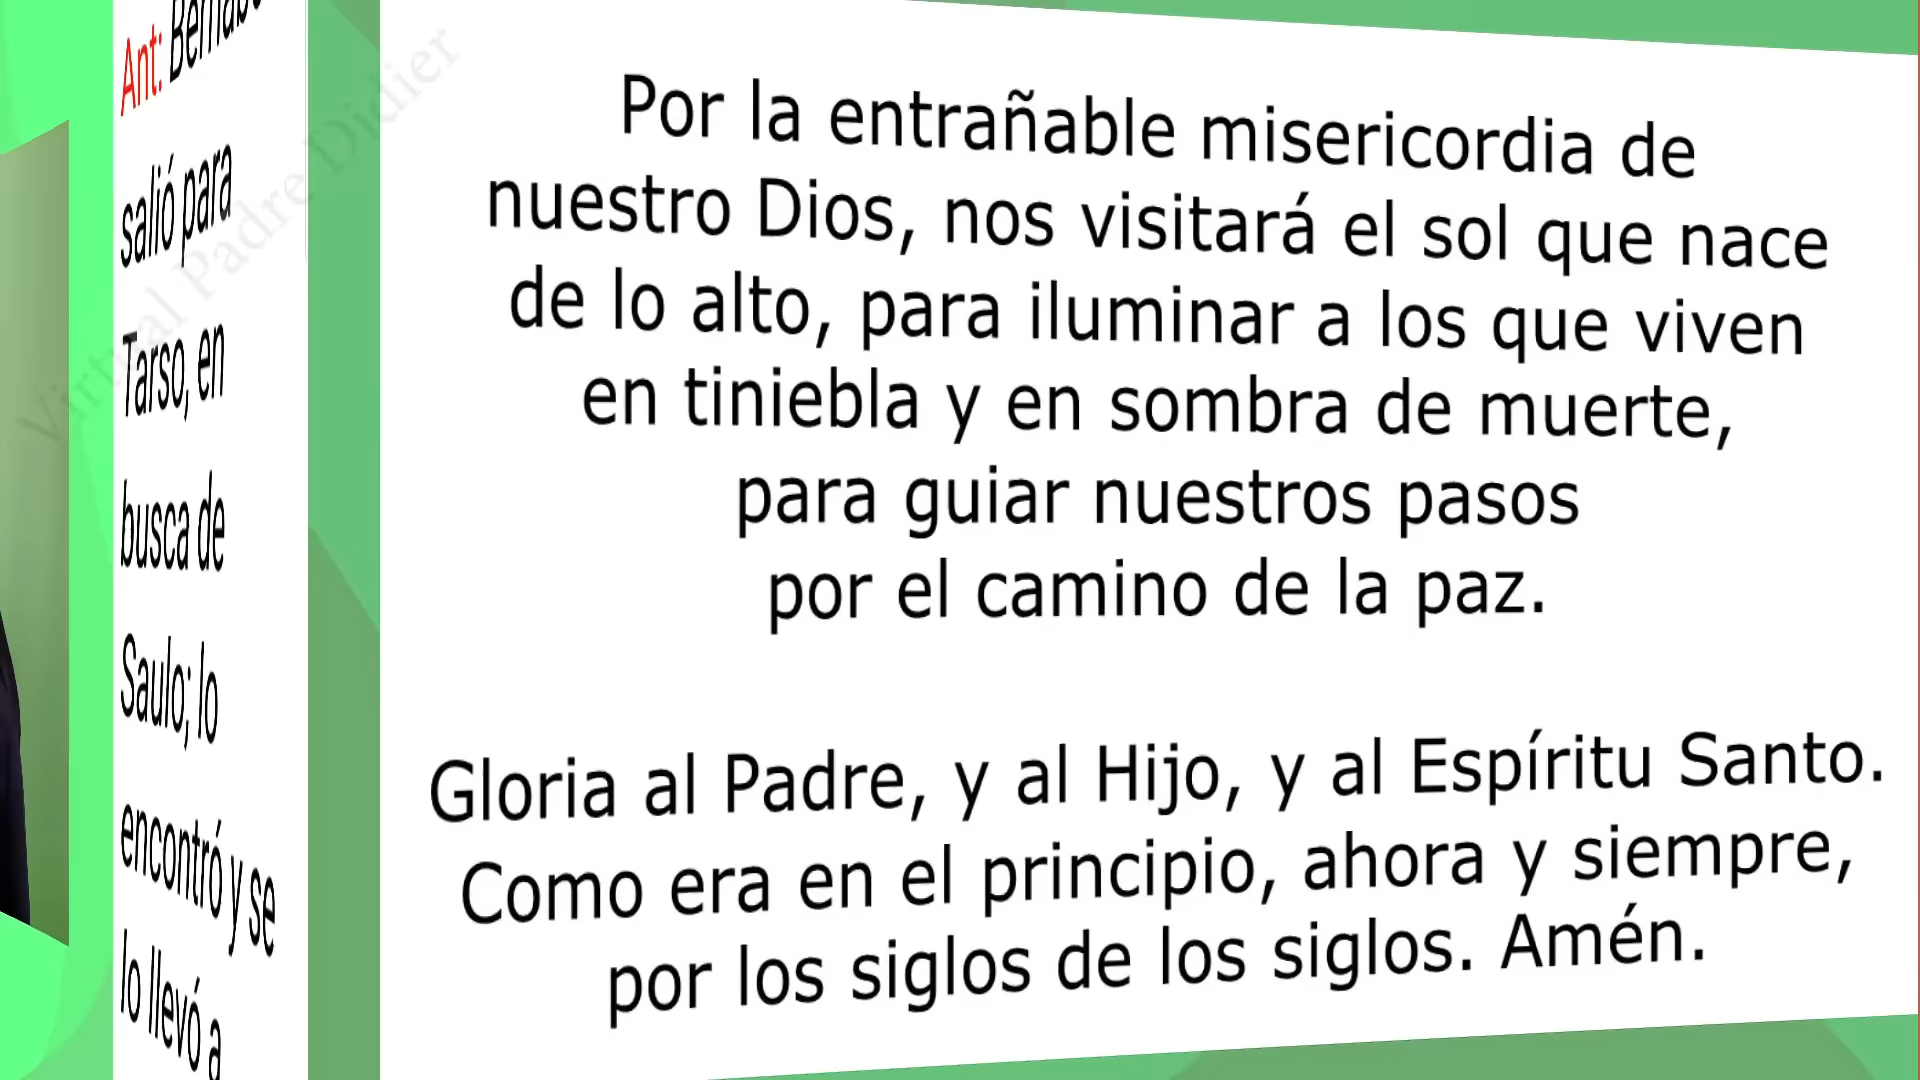 Ant:
salió para
Tarso, en
busca de
Saulo; lo
encontró y se
lo llevó a
Virtual Padre Didier
Por la entrañable misericordia de
nuestro Dios, nos visitará el sol que nace
de lo alto, para iluminar a los que viven
en tiniebla y en sombra de muerte,
para guiar nuestros pasos
por el camino de la paz.
Gloria al Padre, y al Hijo, y al Espíritu Santo.
Como era en el principio, ahora y siempre,
por los siglos de los siglos. Amén.